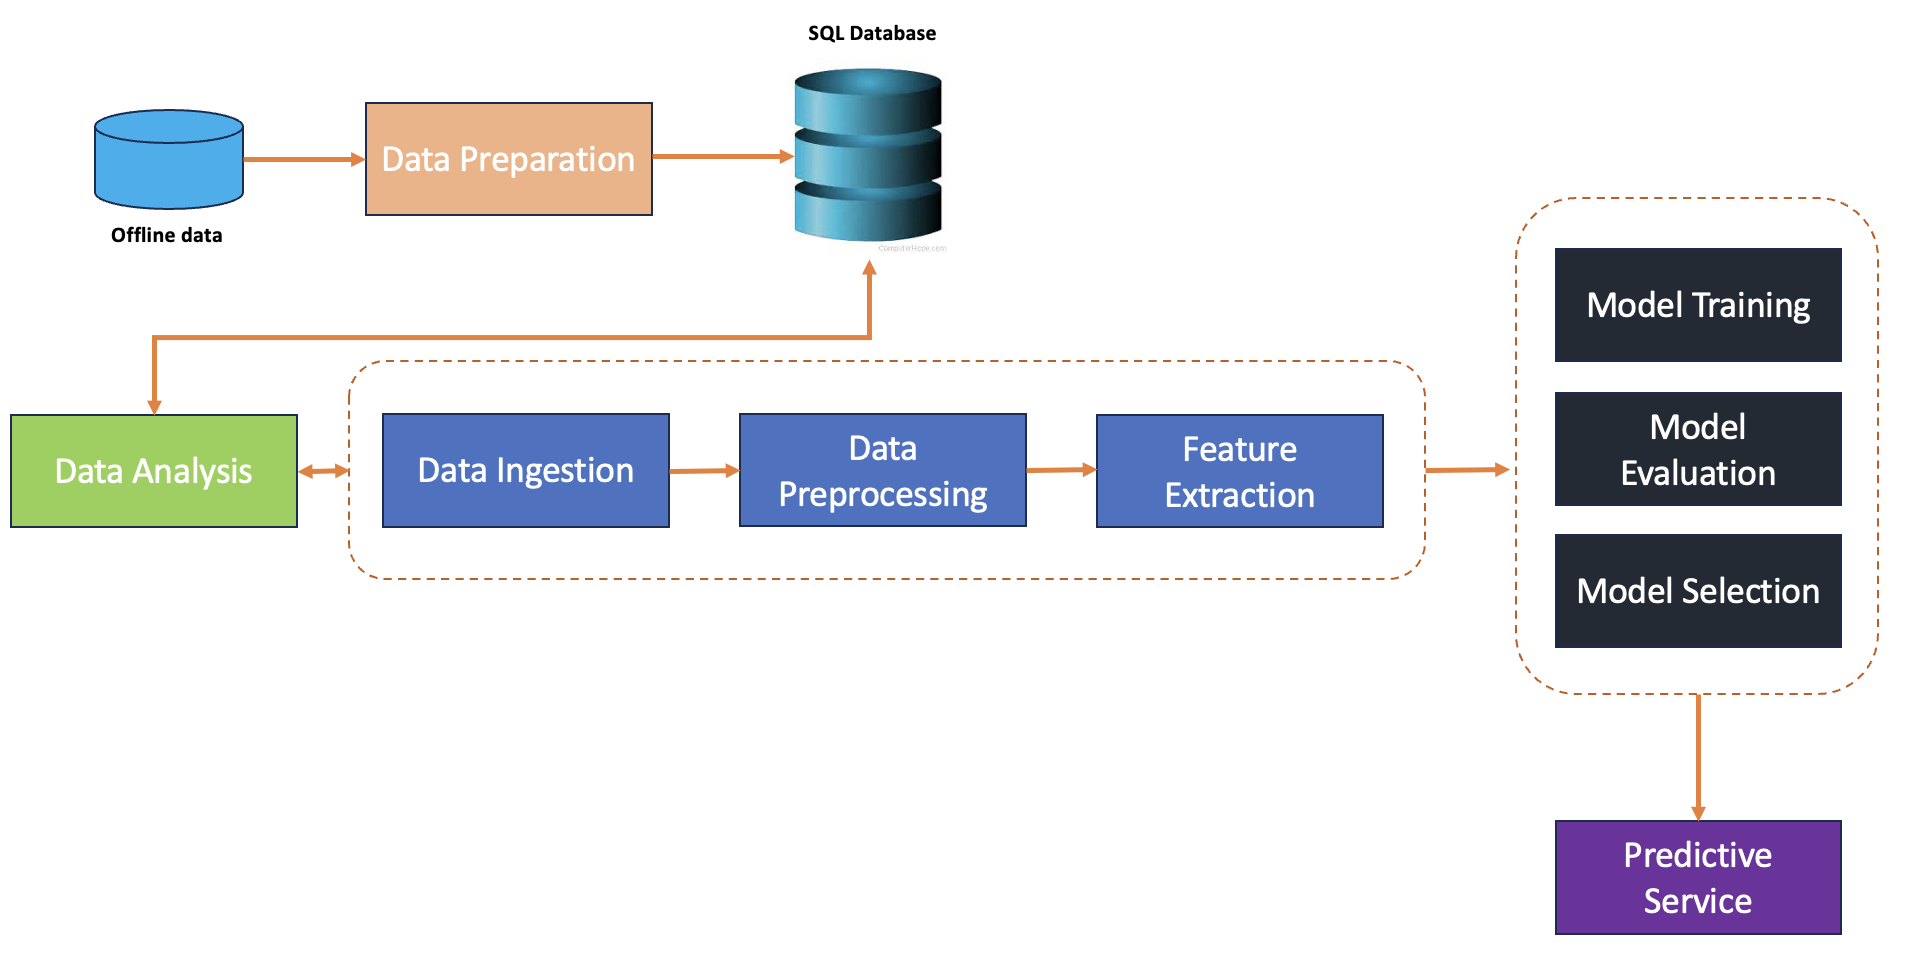 SQL Database
Data Preparation
Offline data
ComputerHope.com
Data Analysis
Data Ingestion
Data
Preprocessing
Feature
Extraction
Model Training
Model
Evaluation
Model Selection
Predictive
Service